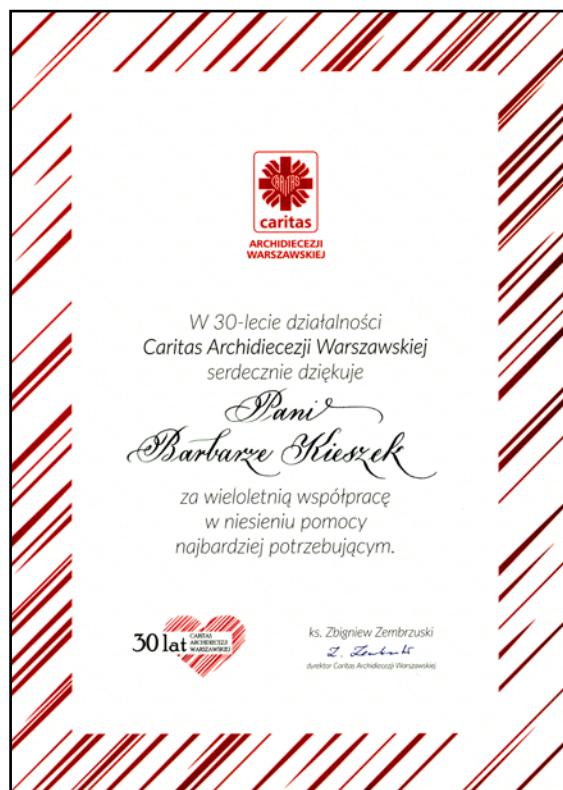 CARITAS
caritas
ARCHIDIECEZJI
WARSZAWSKIEJ
W 30-lecie działalności
Caritas Archidiecezji Warszawskiej
serdecznie dziękuje
Pani
Barbarze Kieszek
za wieloletnią współpracę
w niesieniu pomocy
najbardziej potrzebującym.
30 lat
CARITAS
ARCHIDIECEZJI
WARSZAWSKIEJ
ks. Zbigniew Zembrzuski
Z. Zembrzuski
dyrektor Caritas Archidiecezji Warszawskiej